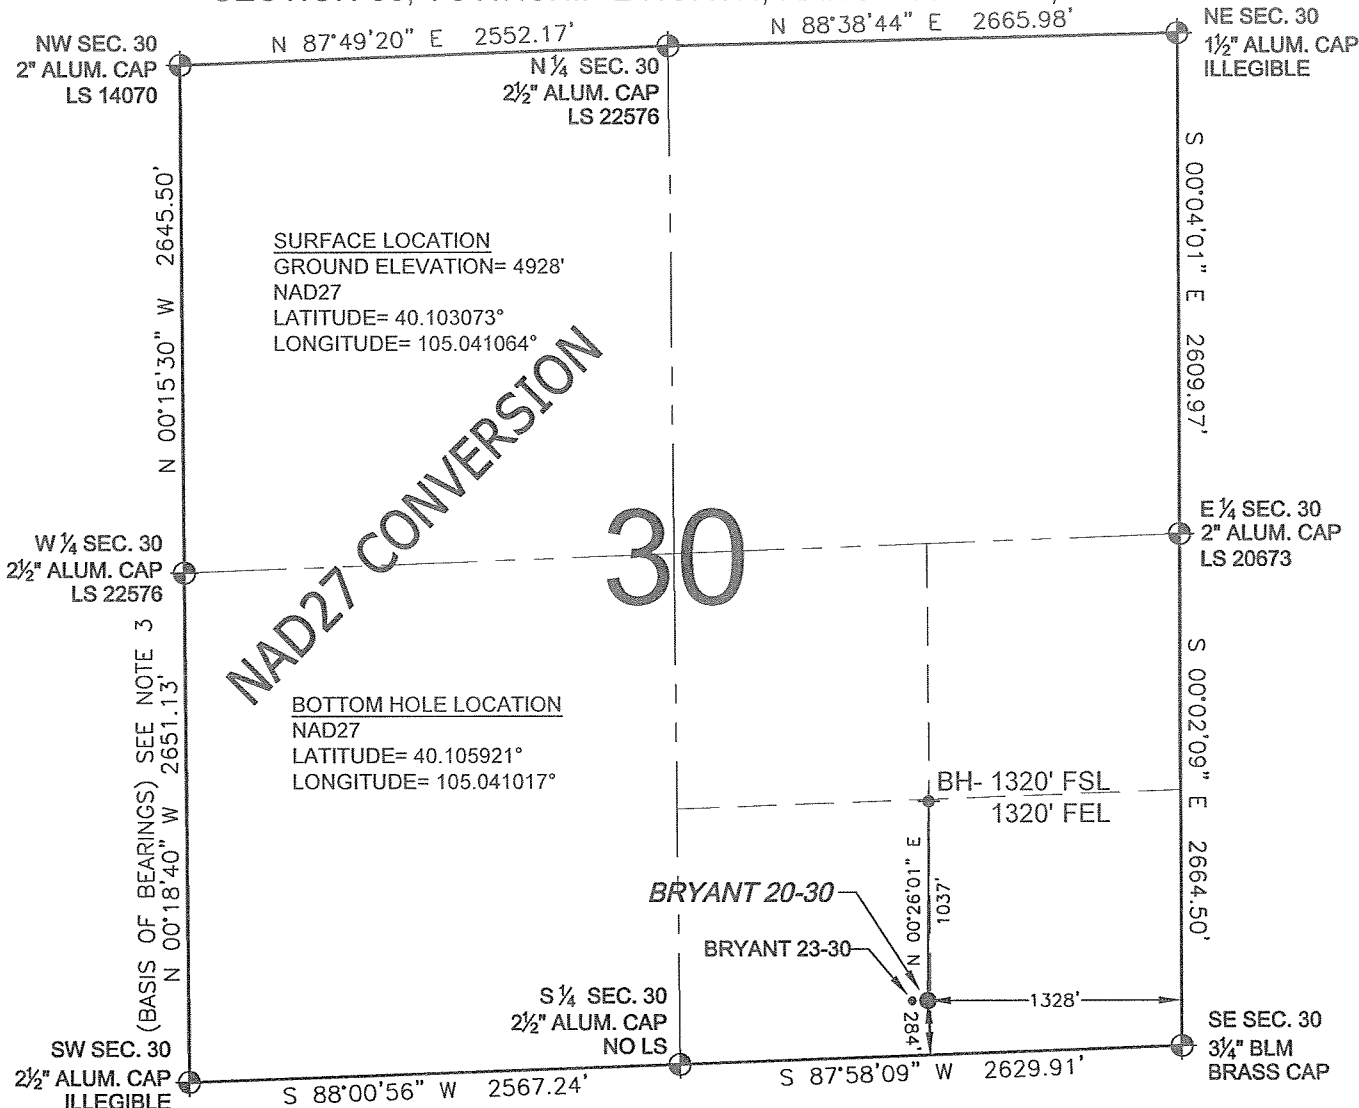 N 87°49'20" E 2552.17'
N 88°38'44" E 2665.98'
NW SEC. 30
2" ALUM. CAP
LS 14070
N ¼ SEC. 30
2½" ALUM. CAP
LS 22576
NE SEC. 30
1½" ALUM. CAP
ILLEGIBLE
N 00°15'30" W 2645.50'
S 00°04'01" E 2609.97'
SURFACE LOCATION
GROUND ELEVATION= 4928'
NAD27
LATITUDE= 40.103073°
LONGITUDE= 105.041064°
NAD27 CONVERSION
30
W ¼ SEC. 30
2½" ALUM. CAP
LS 22576
E ¼ SEC. 30
2" ALUM. CAP
LS 20673
(BASIS OF BEARINGS) SEE NOTE 3
N 00°18'40" W 2651.13'
S 00°02'09" E 2664.50'
BOTTOM HOLE LOCATION
NAD27
LATITUDE= 40.105921°
LONGITUDE= 105.041017°
BH- 1320' FSL
1320' FEL
N 00°26'01" E
1037'
BRYANT 20-30
BRYANT 23-30
1328'
284'
S ¼ SEC. 30
2½" ALUM. CAP
NO LS
SE SEC. 30
3¼" BLM
BRASS CAP
SW SEC. 30
2½" ALUM. CAP
ILLEGIBLE
S 88°00'56" W 2567.24'
S 87°58'09" W 2629.91'